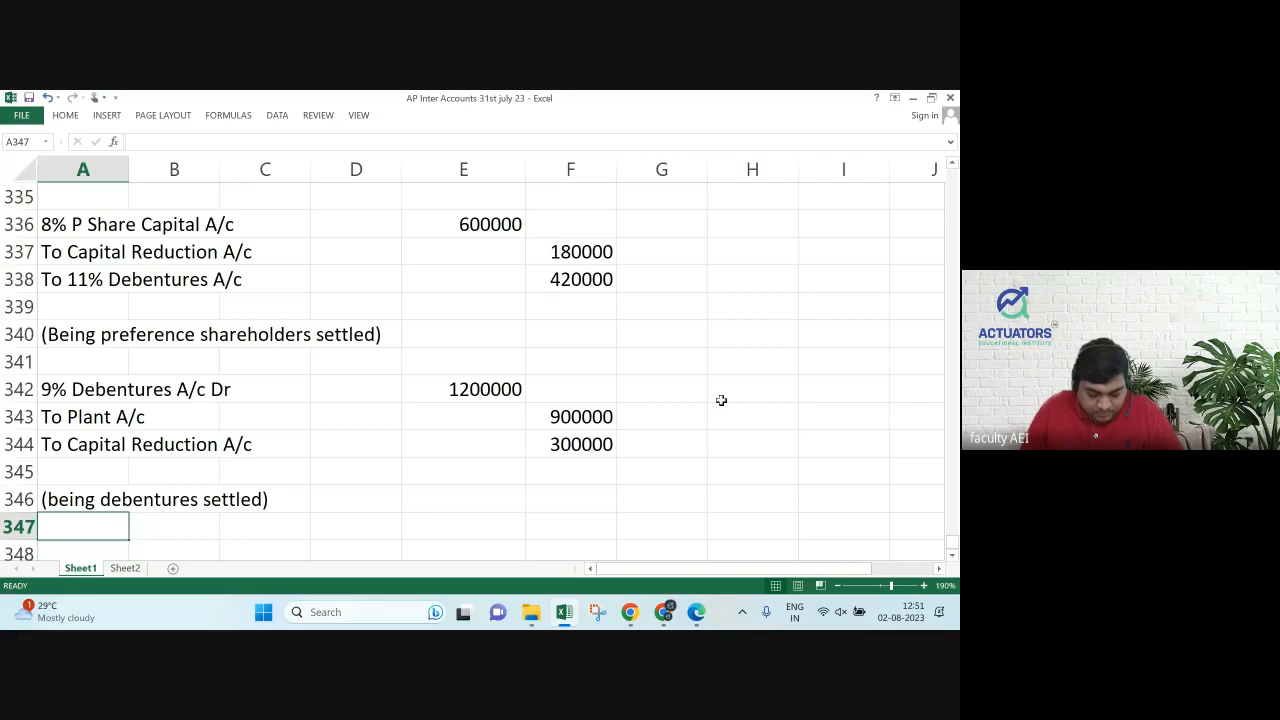 AP Inter Accounts 31st july 23 - Excel
FILE HOME INSERT PAGE LAYOUT FORMULAS DATA REVIEW VIEW Sign in
A347 fx
A B C D E F G H I J
335
336 8% P Share Capital A/c 600000
337 To Capital Reduction A/c 180000
338 To 11% Debentures A/c 420000
339
340 (Being preference shareholders settled)
341
342 9% Debentures A/c Dr 1200000
343 To Plant A/c 900000
344 To Capital Reduction A/c 300000
345
346 (being debentures settled)
347
348
Sheet1 Sheet2
READY 190%
1 29°C
Mostly cloudy
Search
ENG
IN
12:51
02-08-2023
ACTUATORS
EDUCATIONAL INSTITUTE
faculty AEI